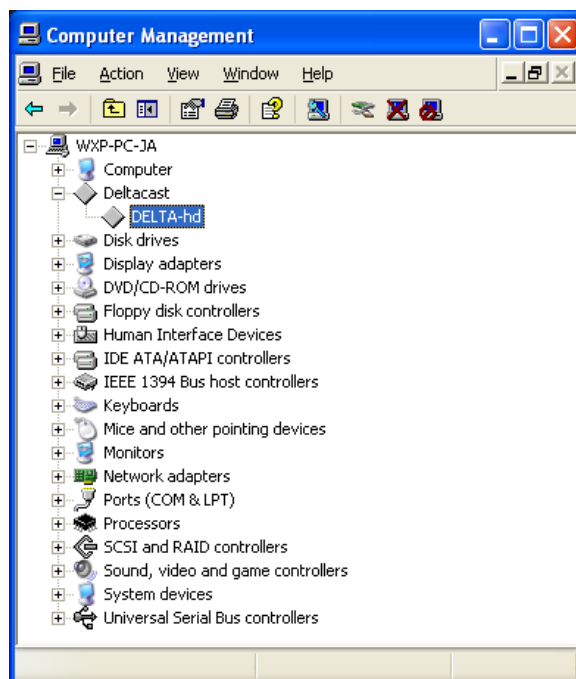 Computer Management
File Action View Window Help
WXP-PC-JA
Computer
Deltacast
DELTA-hd
Disk drives
Display adapters
DVD/CD-ROM drives
Floppy disk controllers
Human Interface Devices
IDE ATA/ATAPI controllers
IEEE 1394 Bus host controllers
Keyboards
Mice and other pointing devices
Monitors
Network adapters
Ports (COM & LPT)
Processors
SCSI and RAID controllers
Sound, video and game controllers
System devices
Universal Serial Bus controllers